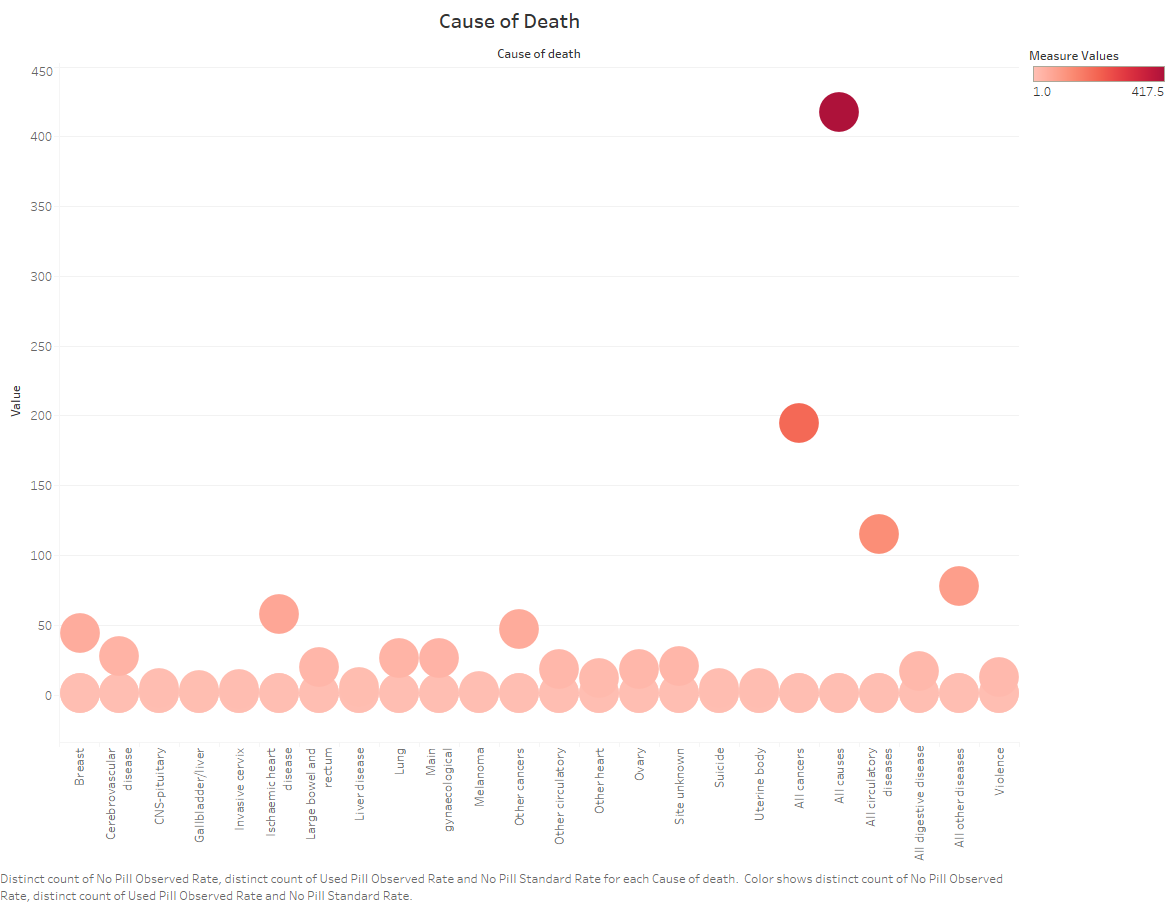 Cause of Death
Cause of death
Measure Values
1.0 417.5
450
400
350
300
250
200
150
100
50
0
Value
Breast
Cerebrovascular
disease
CNS-pituitary
Gallbladder/liver
Invasive cervix
Ischaemic heart
disease
Large bowel and
rectum
Liver disease
Lung
Main
gynaecological
Melanoma
Other cancers
Other circulatory
Other heart
Ovary
Site unknown
Suicide
Uterine body
All cancers
All causes
All circulatory
diseases
All digestive disease
All other diseases
Violence
Distinct count of No Pill Observed Rate, distinct count of Used Pill Observed Rate and No Pill Standard Rate for each Cause of death. Color shows distinct count of No Pill Observed
Rate, distinct count of Used Pill Observed Rate and No Pill Standard Rate.